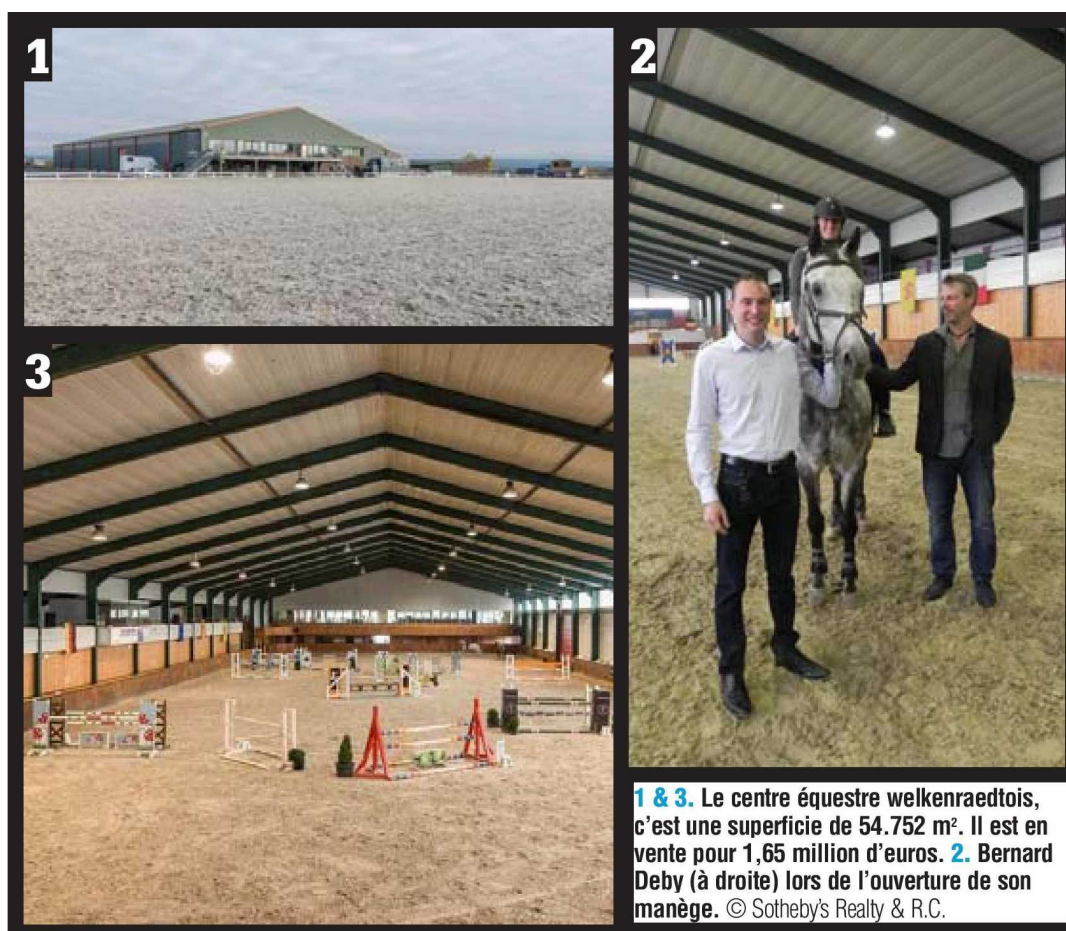 1
2
3
1 & 3. Le centre équestre welkenraedtois,
c’est une superficie de 54.752 m². Il est en
vente pour 1,65 million d’euros. 2. Bernard
Deby (à droite) lors de l’ouverture de son
manège. © Sotheby’s Realty & R.C.